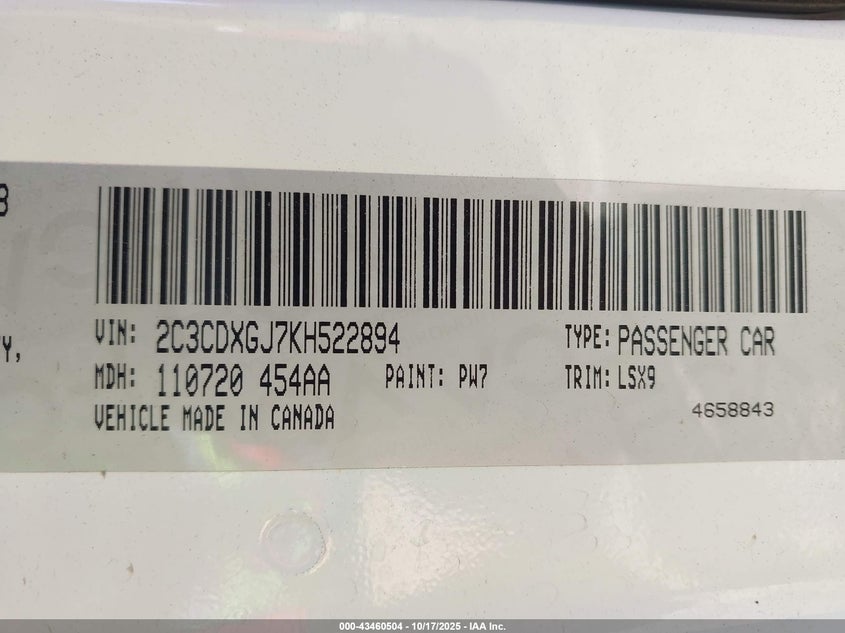 3
Y,
VIN: 2C3CDXGJ7KH522894 TYPE: PASSENGER CAR
MDH: 110720 454AA PAINT: PW7 TRIM: LSX9
VEHICLE MADE IN CANADA
4658843
000-43460504 - 10/17/2025 - IAA Inc.